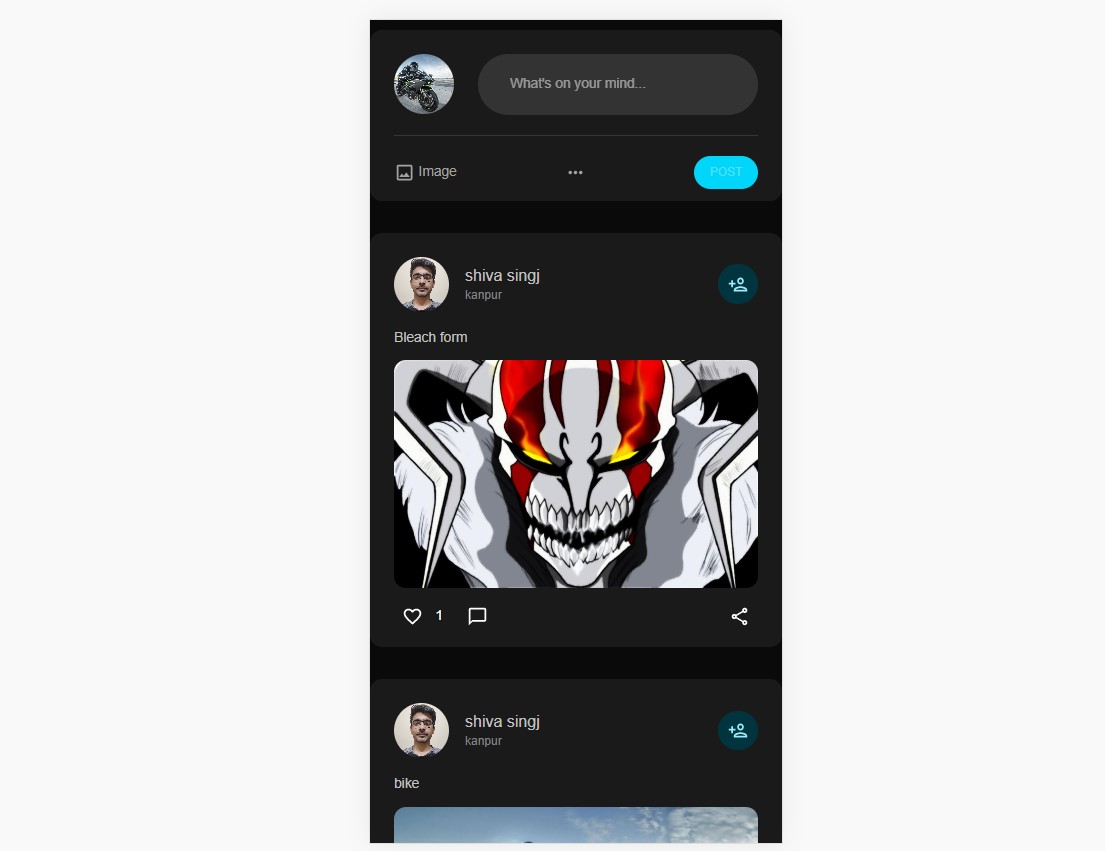 What's on your mind...
Image
POST
shiva singj
kanpur
Bleach form
1
shiva singj
kanpur
bike